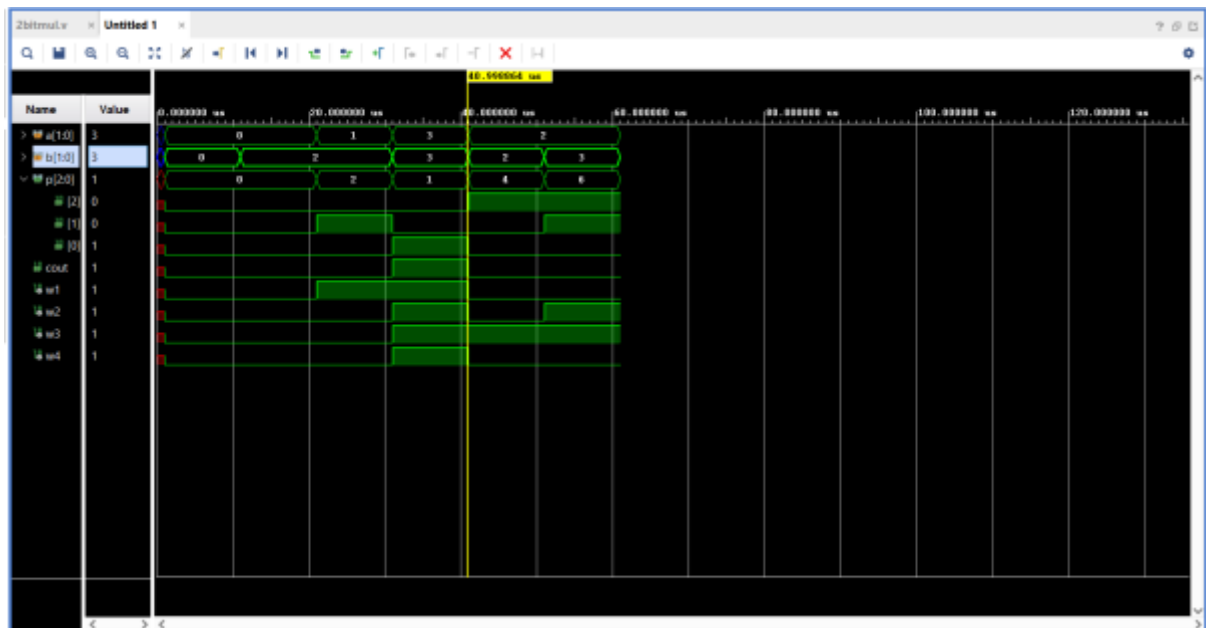 2bitmul.v × Untitled 1 ×
40.998864 us
Name Value 0.000000 us 20.000000 us 40.000000 us 60.000000 us 80.000000 us 100.000000 us 120.000000 us
a[1:0] 3 0 1 3 2
b[1:0] 3 0 2 3 2 3
p[2:0] 1 0 2 1 4 6
[2] 0
[1] 0
[0] 1
cout 1
w1 1
w2 1
w3 1
w4 1